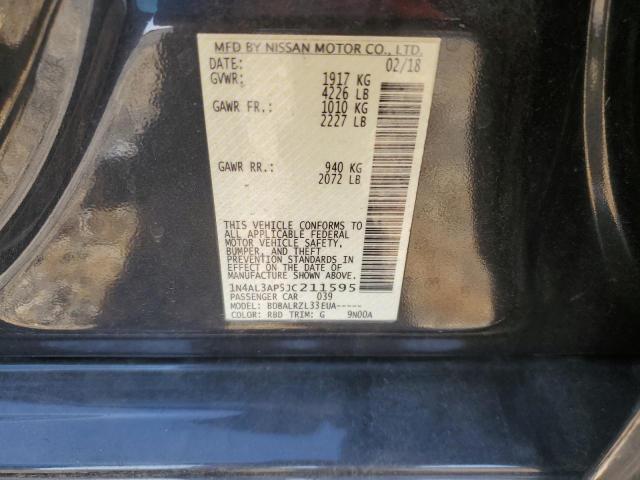 MFD BY NISSAN MOTOR CO., LTD.
DATE: 02/18
GVWR: 1917 KG
4226 LB
GAWR FR.: 1010 KG
2227 LB
GAWR RR.: 940 KG
2072 LB
THIS VEHICLE CONFORMS TO
ALL APPLICABLE FEDERAL
MOTOR VEHICLE SAFETY,
BUMPER, AND THEFT
PREVENTION STANDARDS
IN EFFECT ON THE DATE OF
MANUFACTURE SHOWN ABOVE.
1N4AL3AP5JC211595
PASSENGER CAR 039
MODEL: BDBALRZL33EUA-----
COLOR: RBD TRIM: G 9N00A